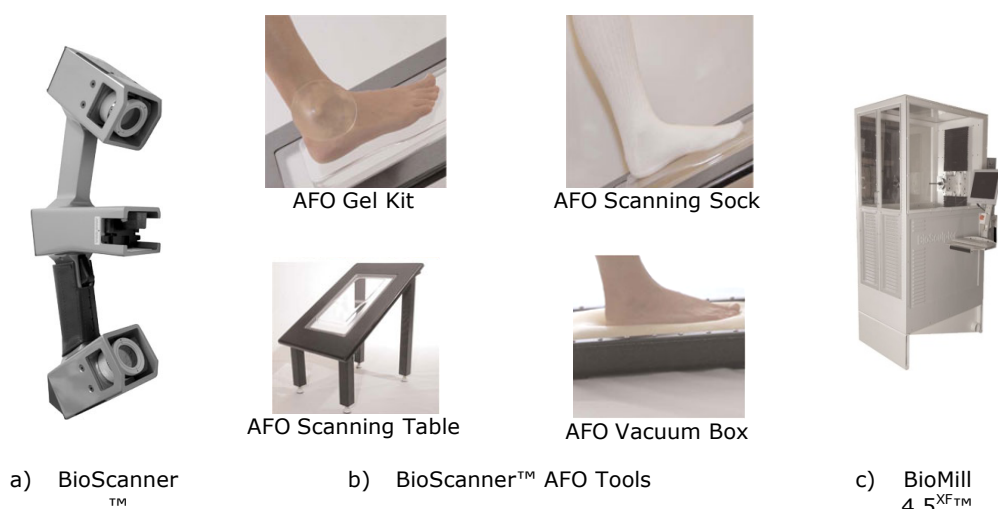 AFO Gel Kit
AFO Scanning Sock
AFO Scanning Table
AFO Vacuum Box
a) BioScanner
™
b) BioScanner™ AFO Tools
c) BioMill
4.5XF™